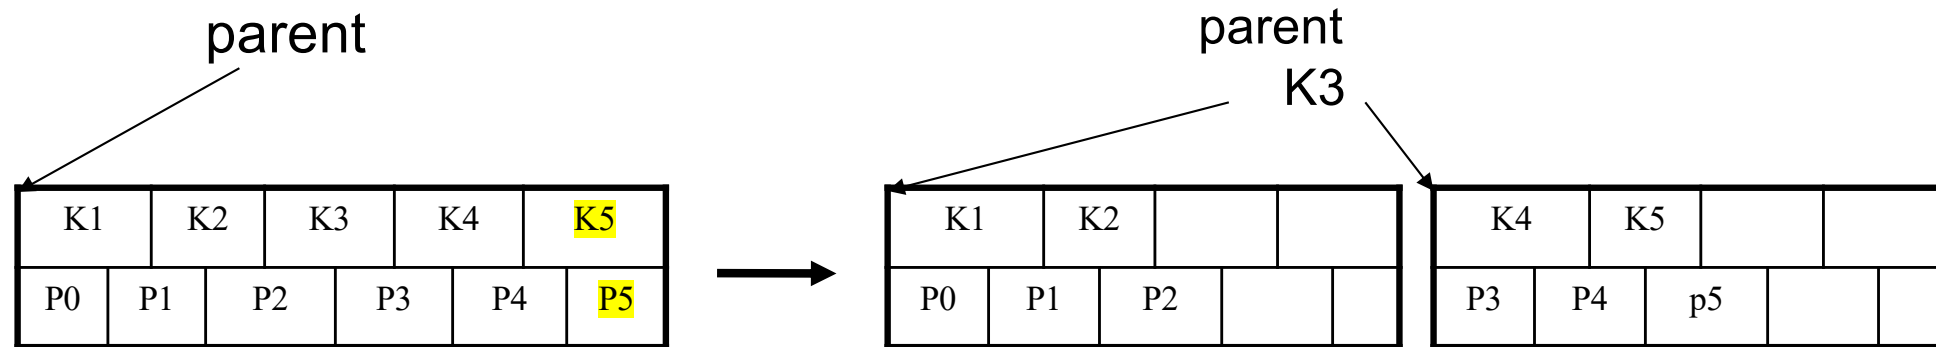 parent
parent
K3
K1 K2 K3 K4 K5
K1 K2
K4 K5
P0 P1 P2 P3 P4 P5
P0 P1 P2
P3 P4 p5